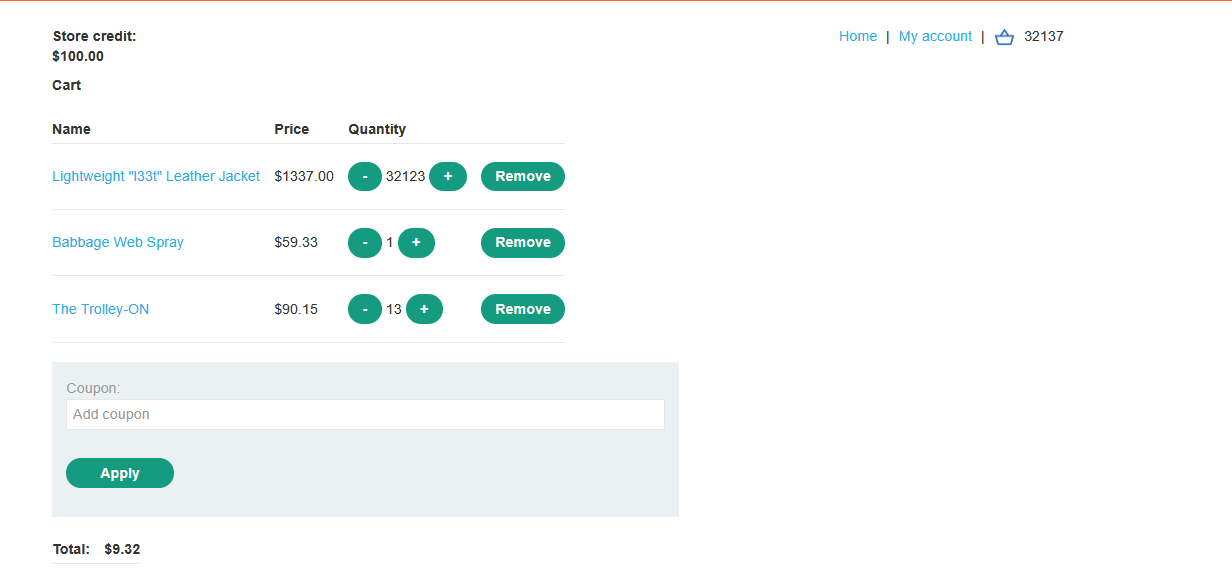 Store credit:
$100.00
Home | My account | 32137
Cart
Name Price Quantity
Lightweight "l33t" Leather Jacket $1337.00 - 32123 + Remove
Babbage Web Spray $59.33 - 1 + Remove
The Trolley-ON $90.15 - 13 + Remove
Coupon:
Add coupon
Apply
Total: $9.32